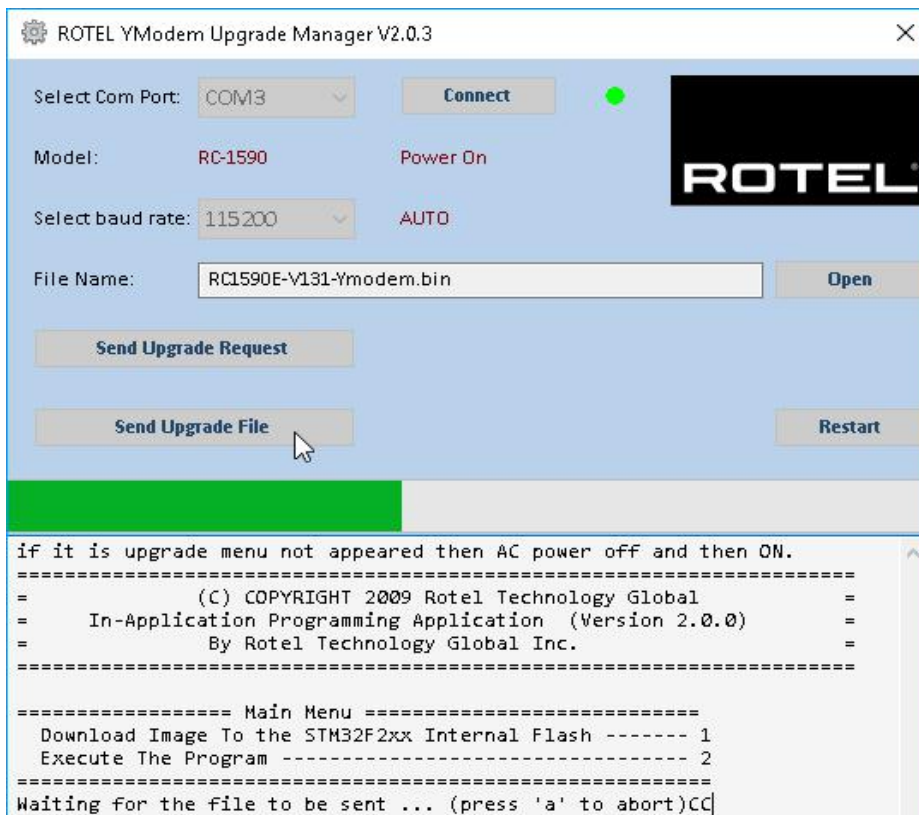 ROTEL YModem Upgrade Manager V2.0.3
Select Com Port: COM3 Connect
Model: RC-1590 Power On
ROTEL
Select baud rate: 115200 AUTO
File Name: RC1590E-V131-Ymodem.bin Open
Send Upgrade Request
Send Upgrade File Restart
if it is upgrade menu not appeared then AC power off and then ON.
======================================================================
= (C) COPYRIGHT 2009 Rotel Technology Global =
= In-Application Programming Application (Version 2.0.0) =
= By Rotel Technology Global Inc. =
======================================================================
================== Main Menu ============================
Download Image To the STM32F2xx Internal Flash ------- 1
Execute The Program ---------------------------------- 2
==========================================================
Waiting for the file to be sent ... (press 'a' to abort)CC